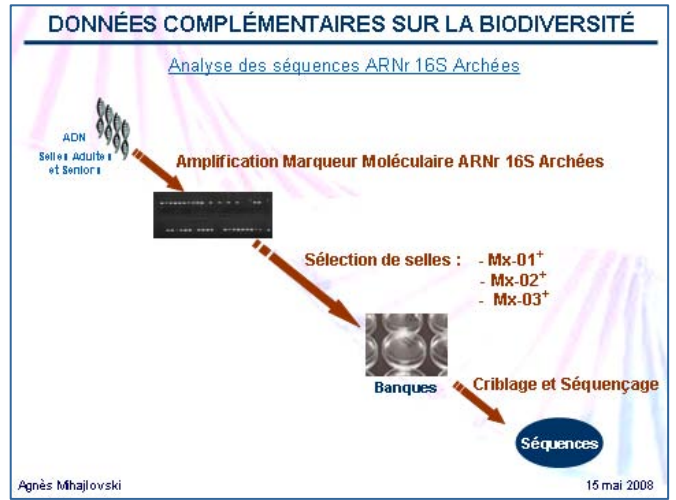 DONNÉES COMPLÉMENTAIRES SUR LA BIODIVERSITÉ
Analyse des séquences ARNr 16S Archées
ADN
Selles Adultes
et Seniors
Amplification Marqueur Moléculaire ARNr 16S Archées
Sélection de selles : - Mx-01+
- Mx-02+
- Mx-03+
Banques
Criblage et Séquençage
Séquences
Agnès Mihajlovski
15 mai 2008